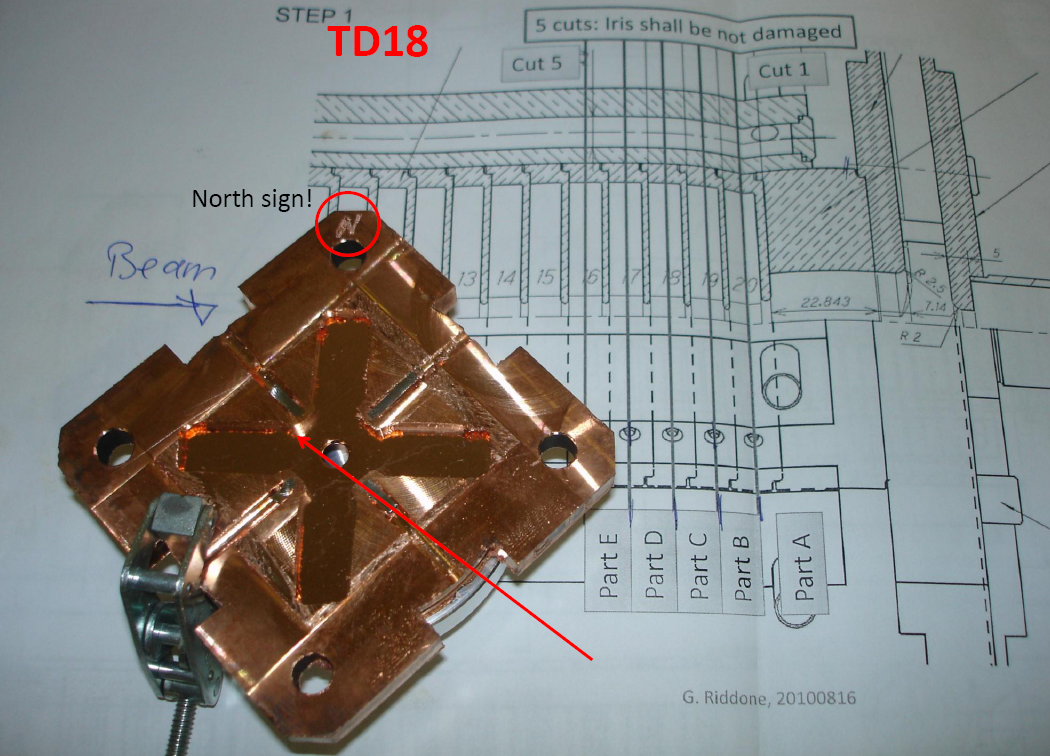 STEP 1
TD18
5 cuts: Iris shall be not damaged
Cut 5
Cut 1
North sign!
N
Beam
13 14 15 16 17 18 19 20
5
R 2.5
22.843
7.14
R 2
Part E
Part D
Part C
Part B
Part A
G. Riddone, 20100816